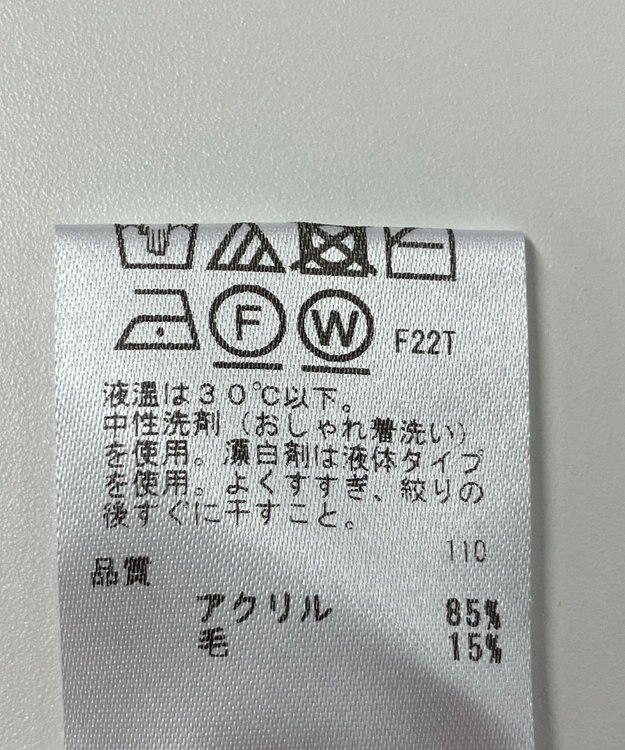 F W F22T
液温は30℃以下。
中性洗剤（おしゃれ着洗い）
を使用。漂白剤は液体タイプ
を使用。よくすすぎ、絞りの
後すぐに干すこと。
110
品質
アクリル 85%
毛 15%